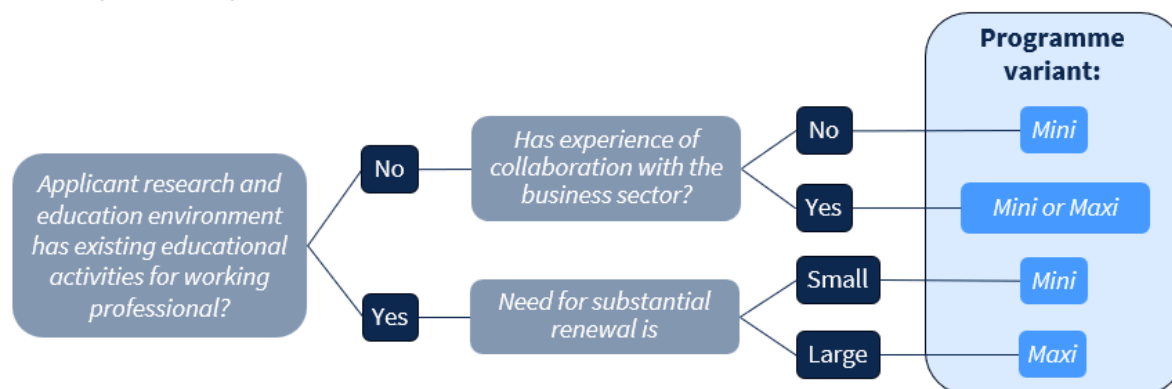 Programme
variant:
Applicant research and
education environment
has existing educational
activities for working
professional?
No
Has experience of
collaboration with the
business sector?
No
Mini
Yes
Mini or Maxi
Yes
Need for substantial
renewal is
Small
Mini
Large
Maxi